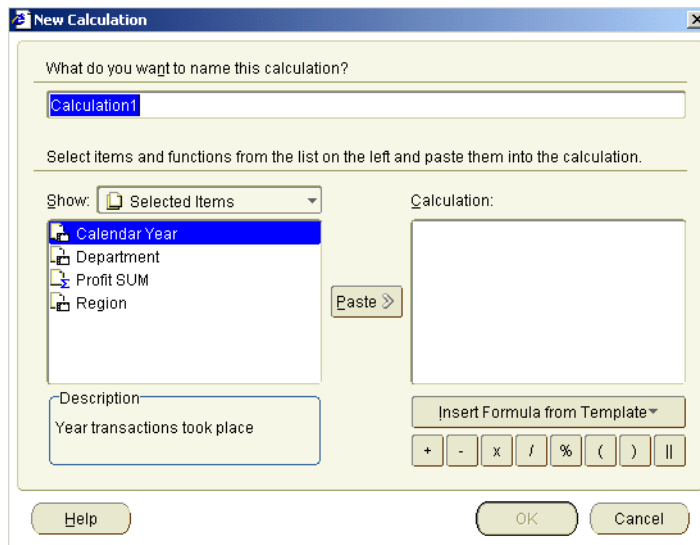 New Calculation
What do you want to name this calculation?
Calculation1
Select items and functions from the list on the left and paste them into the calculation.
Show: Selected Items
Calculation:
Calendar Year
Department
Profit SUM
Region
Paste
Description
Year transactions took place
Insert Formula from Template
+ - x / % ( ) ||
Help
OK
Cancel